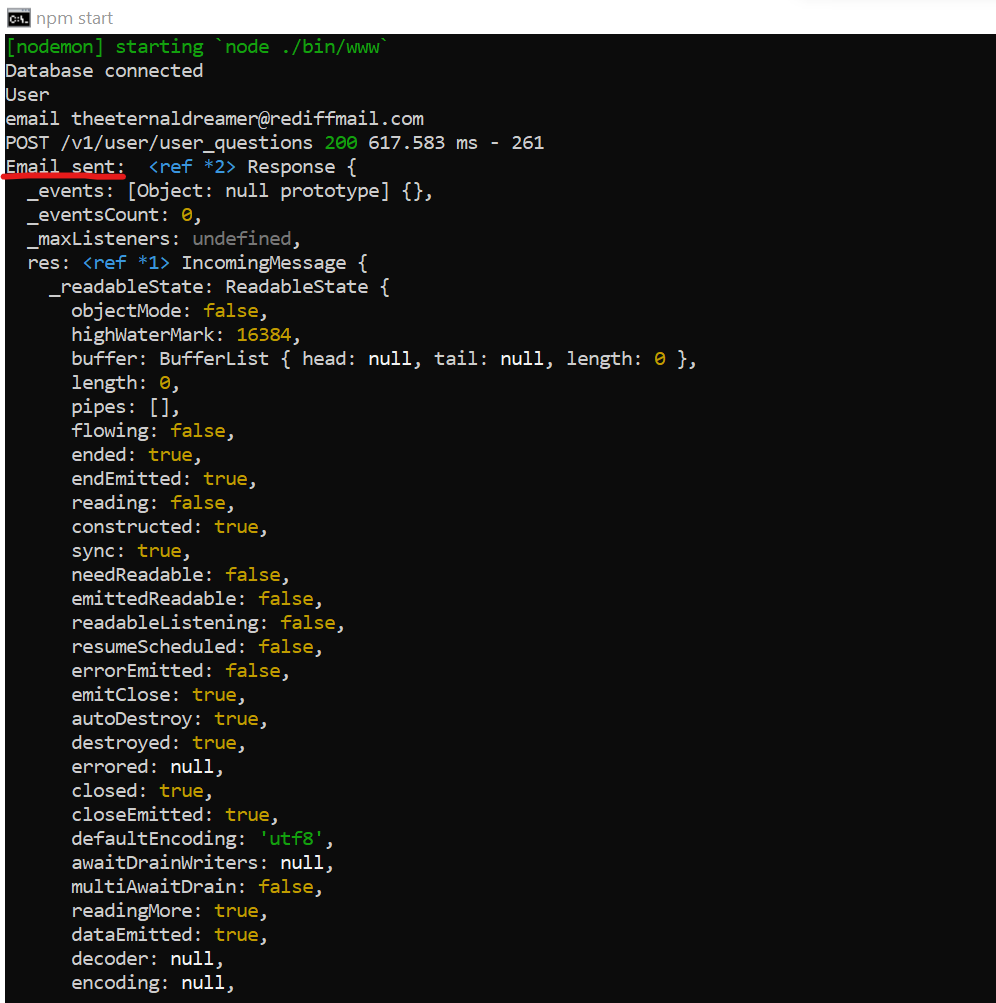 npm start
[nodemon] starting `node ./bin/www`
Database connected
User
email theeternaldreamer@rediffmail.com
POST /v1/user/user_questions 200 617.583 ms - 261
Email sent:  <ref *2> Response {
  _events: [Object: null prototype] {},
  _eventsCount: 0,
  _maxListeners: undefined,
  res: <ref *1> IncomingMessage {
    _readableState: ReadableState {
      objectMode: false,
      highWaterMark: 16384,
      buffer: BufferList { head: null, tail: null, length: 0 },
      length: 0,
      pipes: [],
      flowing: false,
      ended: true,
      endEmitted: true,
      reading: false,
      constructed: true,
      sync: true,
      needReadable: false,
      emittedReadable: false,
      readableListening: false,
      resumeScheduled: false,
      errorEmitted: false,
      emitClose: true,
      autoDestroy: true,
      destroyed: true,
      errored: null,
      closed: true,
      closeEmitted: true,
      defaultEncoding: 'utf8',
      awaitDrainWriters: null,
      multiAwaitDrain: false,
      readingMore: true,
      dataEmitted: true,
      decoder: null,
      encoding: null,